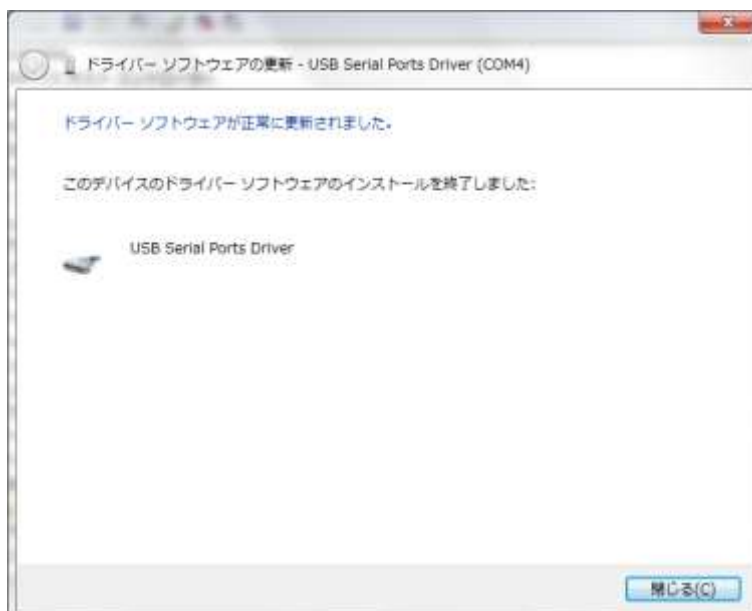 ドライバー ソフトウェアの更新 - USB Serial Ports Driver (COM4)
ドライバー ソフトウェアが正常に更新されました。
このデバイスのドライバー ソフトウェアのインストールを終了しました:
USB Serial Ports Driver
閉じる(C)